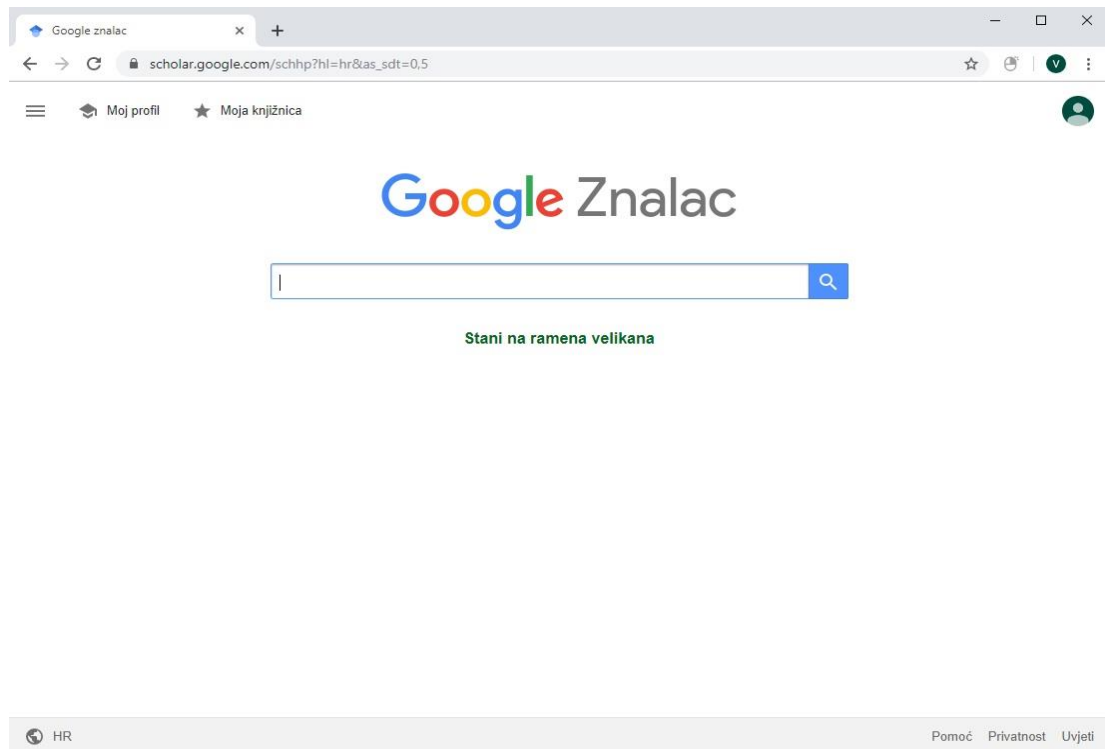 Google znalac
scholar.google.com/schhp?hl=hr&as_sdt=0,5
V
Moj profil Moja knjižnica
Google Znalac
Stani na ramena velikana
HR Pomoć Privatnost Uvjeti